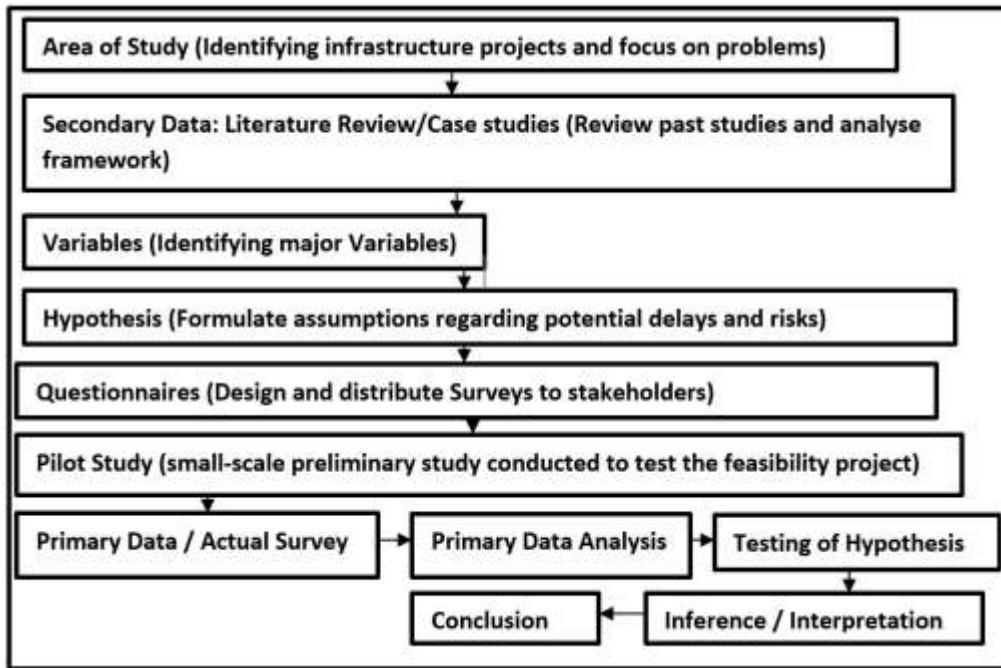 Area of Study (Identifying infrastructure projects and focus on problems)
Secondary Data: Literature Review/Case studies (Review past studies and analyse
framework)
Variables (Identifying major Variables)
Hypothesis (Formulate assumptions regarding potential delays and risks)
Questionnaires (Design and distribute Surveys to stakeholders)
Pilot Study (small-scale preliminary study conducted to test the feasibility project)
Primary Data / Actual Survey
Primary Data Analysis
Testing of Hypothesis
Inference / Interpretation
Conclusion